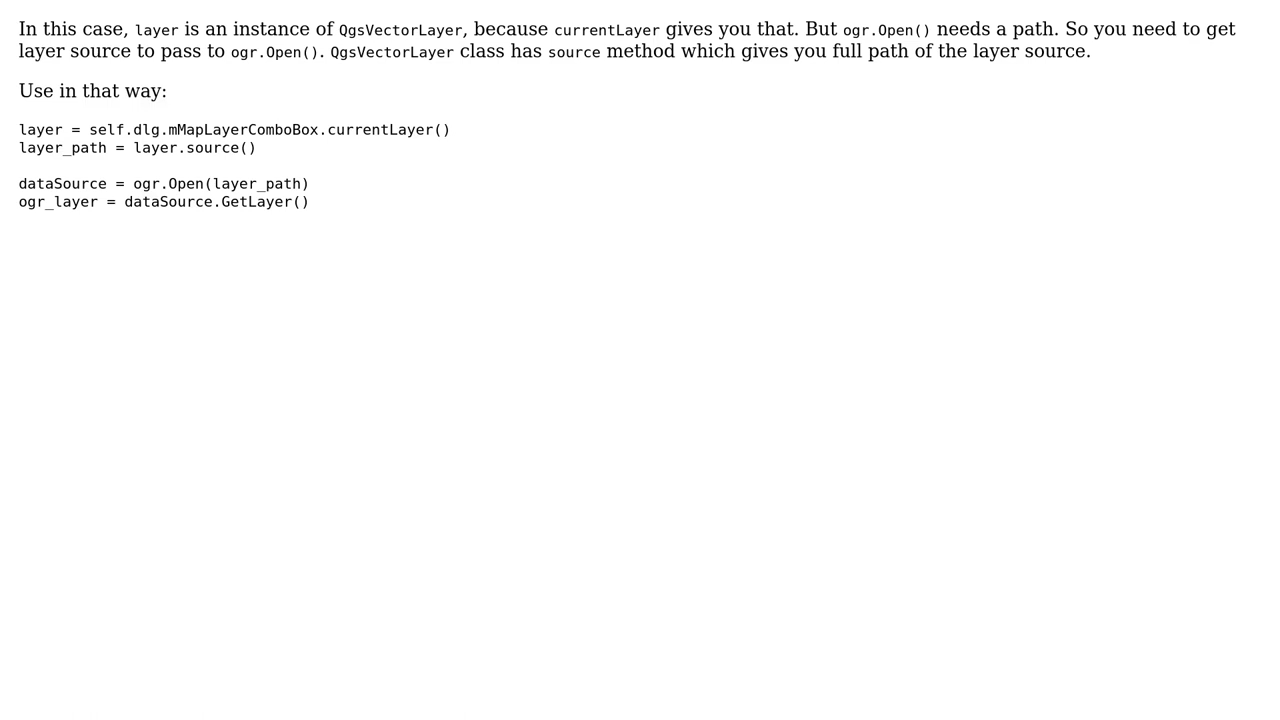 In this case, layer is an instance of QgsVectorLayer, because currentLayer gives you that. But ogr.Open() needs a path. So you need to get
layer source to pass to ogr.Open(). QgsVectorLayer class has source method which gives you full path of the layer source.
Use in that way:
layer = self.dlg.mMapLayerComboBox.currentLayer()
layer_path = layer.source()
dataSource = ogr.Open(layer_path)
ogr_layer = dataSource.GetLayer()